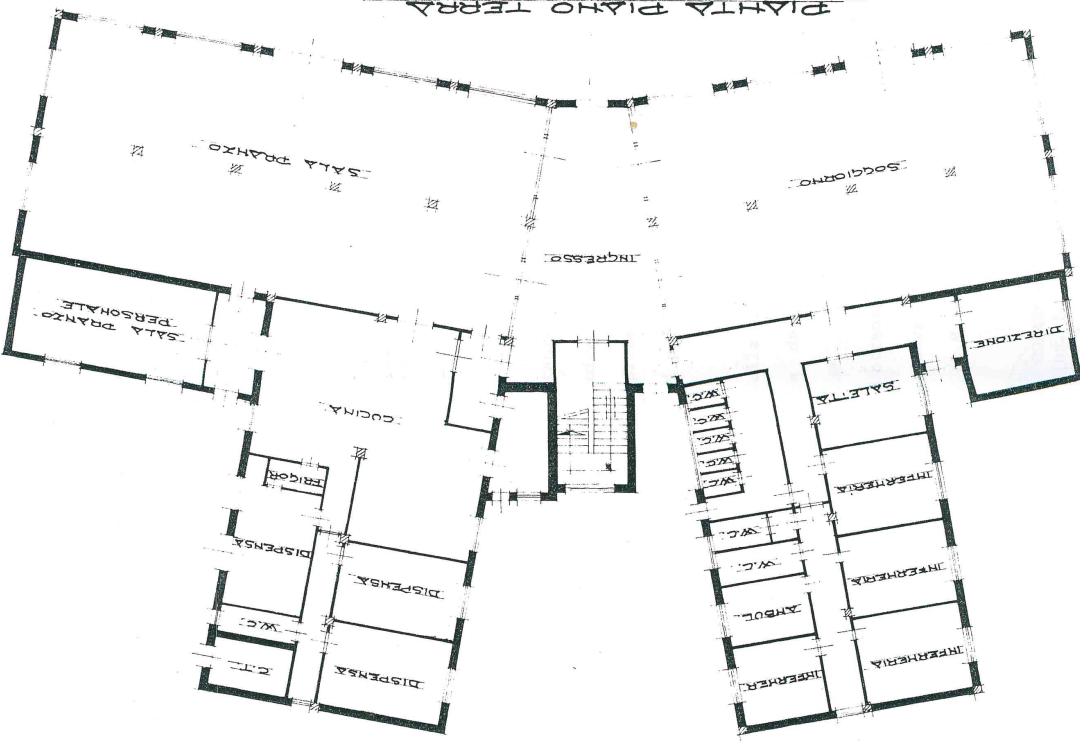 PIANTA PIANO TERRA
SALA PRANZO
SOGGIORNO
INGRESSO
SALA PRANZO
PERSONALE
DIREZIONE
CUCINA
SALETTA
W.C.
W.C.
W.C.
W.C.
W.C.
FRIGOR.
INFERMERIA
DISPENSA
W.C.
DISPENSA
W.C.
INFERMERIA
W.C.
AMBUL.
C.T.
DISPENSA
INFERMER.
INFERMERIA